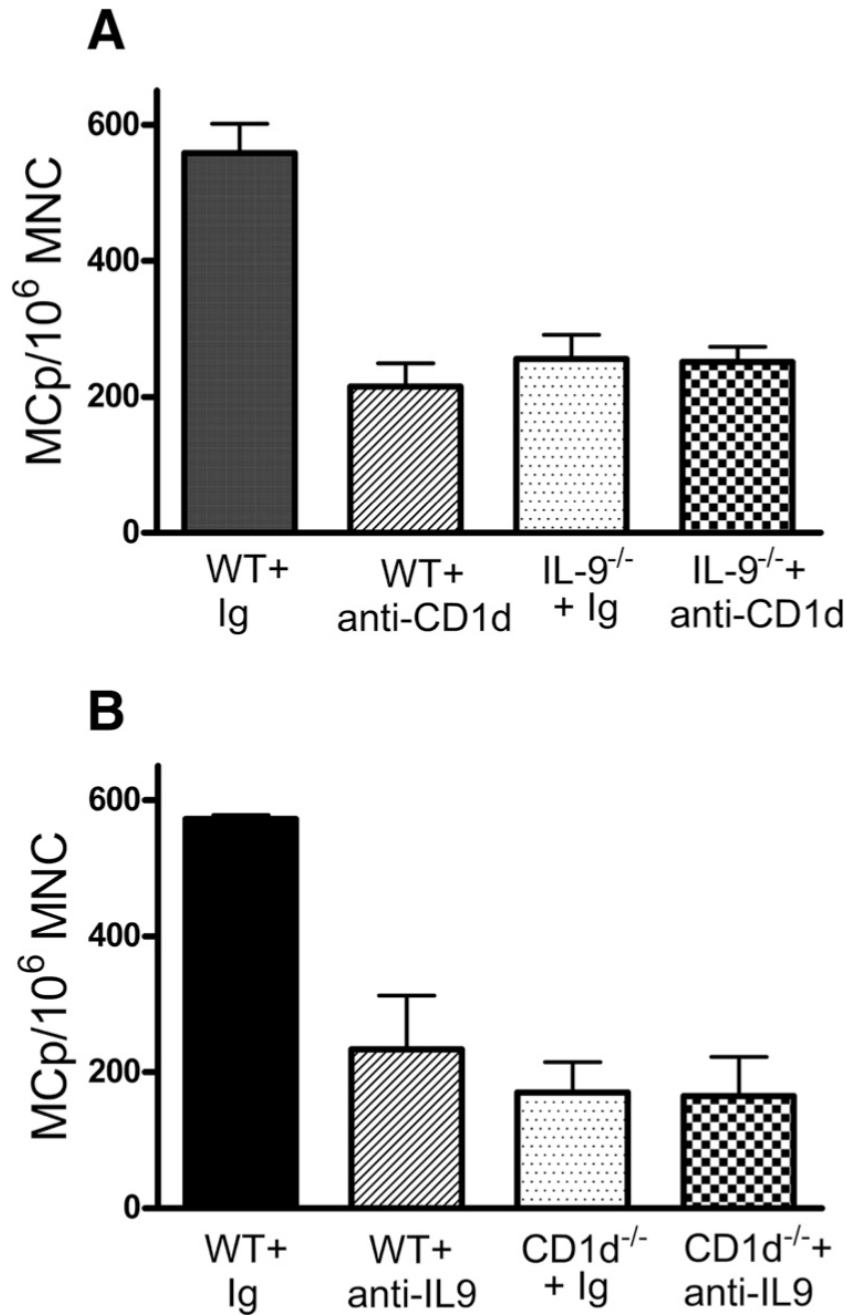 A
MCp/10⁶ MNC
600
400
200
0
WT+ Ig
WT+ anti-CD1d
IL-9⁻/⁻ + Ig
IL-9⁻/⁻+ anti-CD1d
B
MCp/10⁶ MNC
600
400
200
0
WT+ Ig
WT+ anti-IL9
CD1d⁻/⁻ + Ig
CD1d⁻/⁻+ anti-IL9